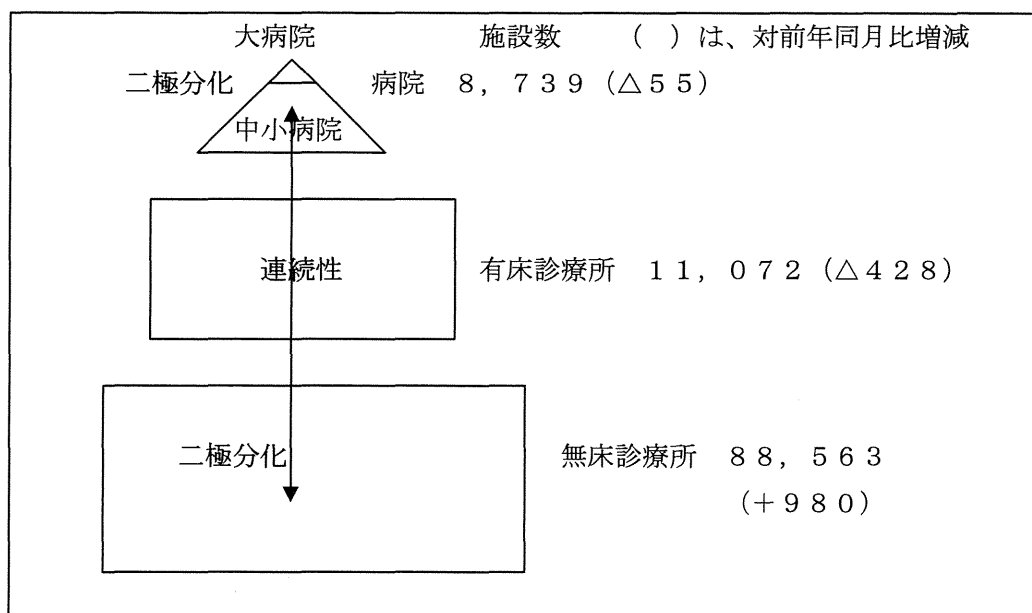 大病院 施設数 ( )は、対前年同月比増減
二極分化 病院 8,739(△55)
中小病院
連続性 有床診療所 11,072(△428)
二極分化 無床診療所 88,563
(+980)